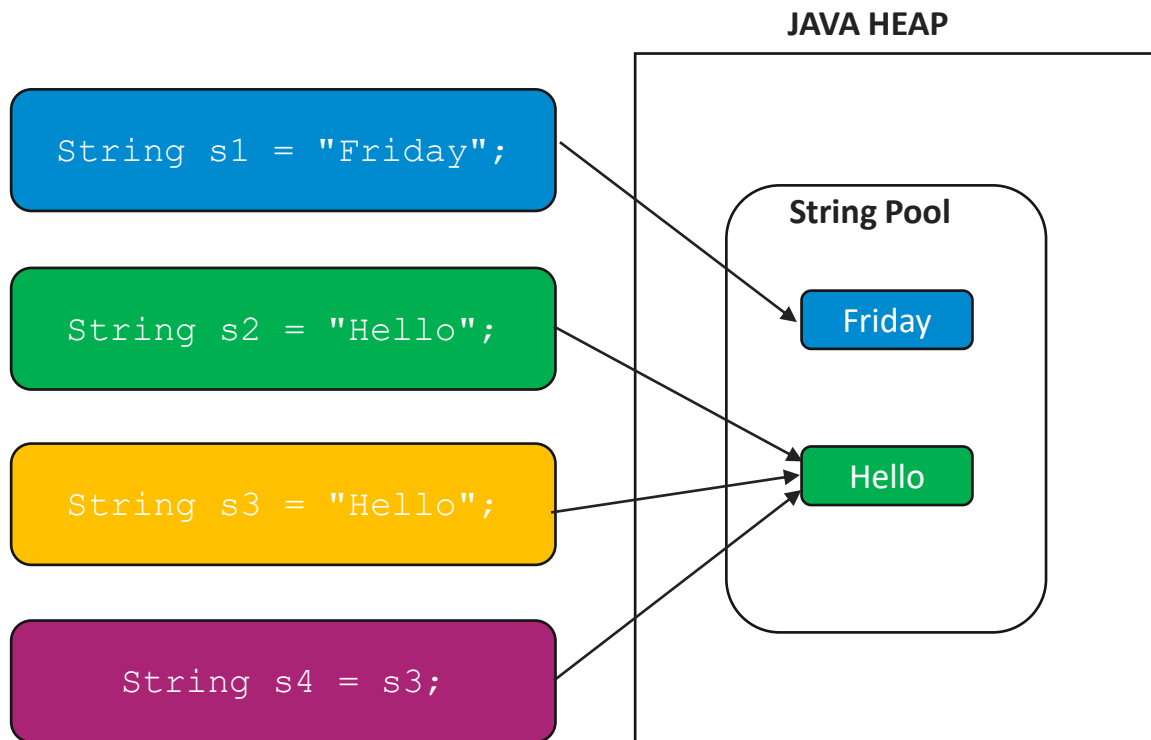 JAVA HEAP
String s1 = "Friday";
String s2 = "Hello";
String s3 = "Hello";
String s4 = s3;
String Pool
Friday
Hello